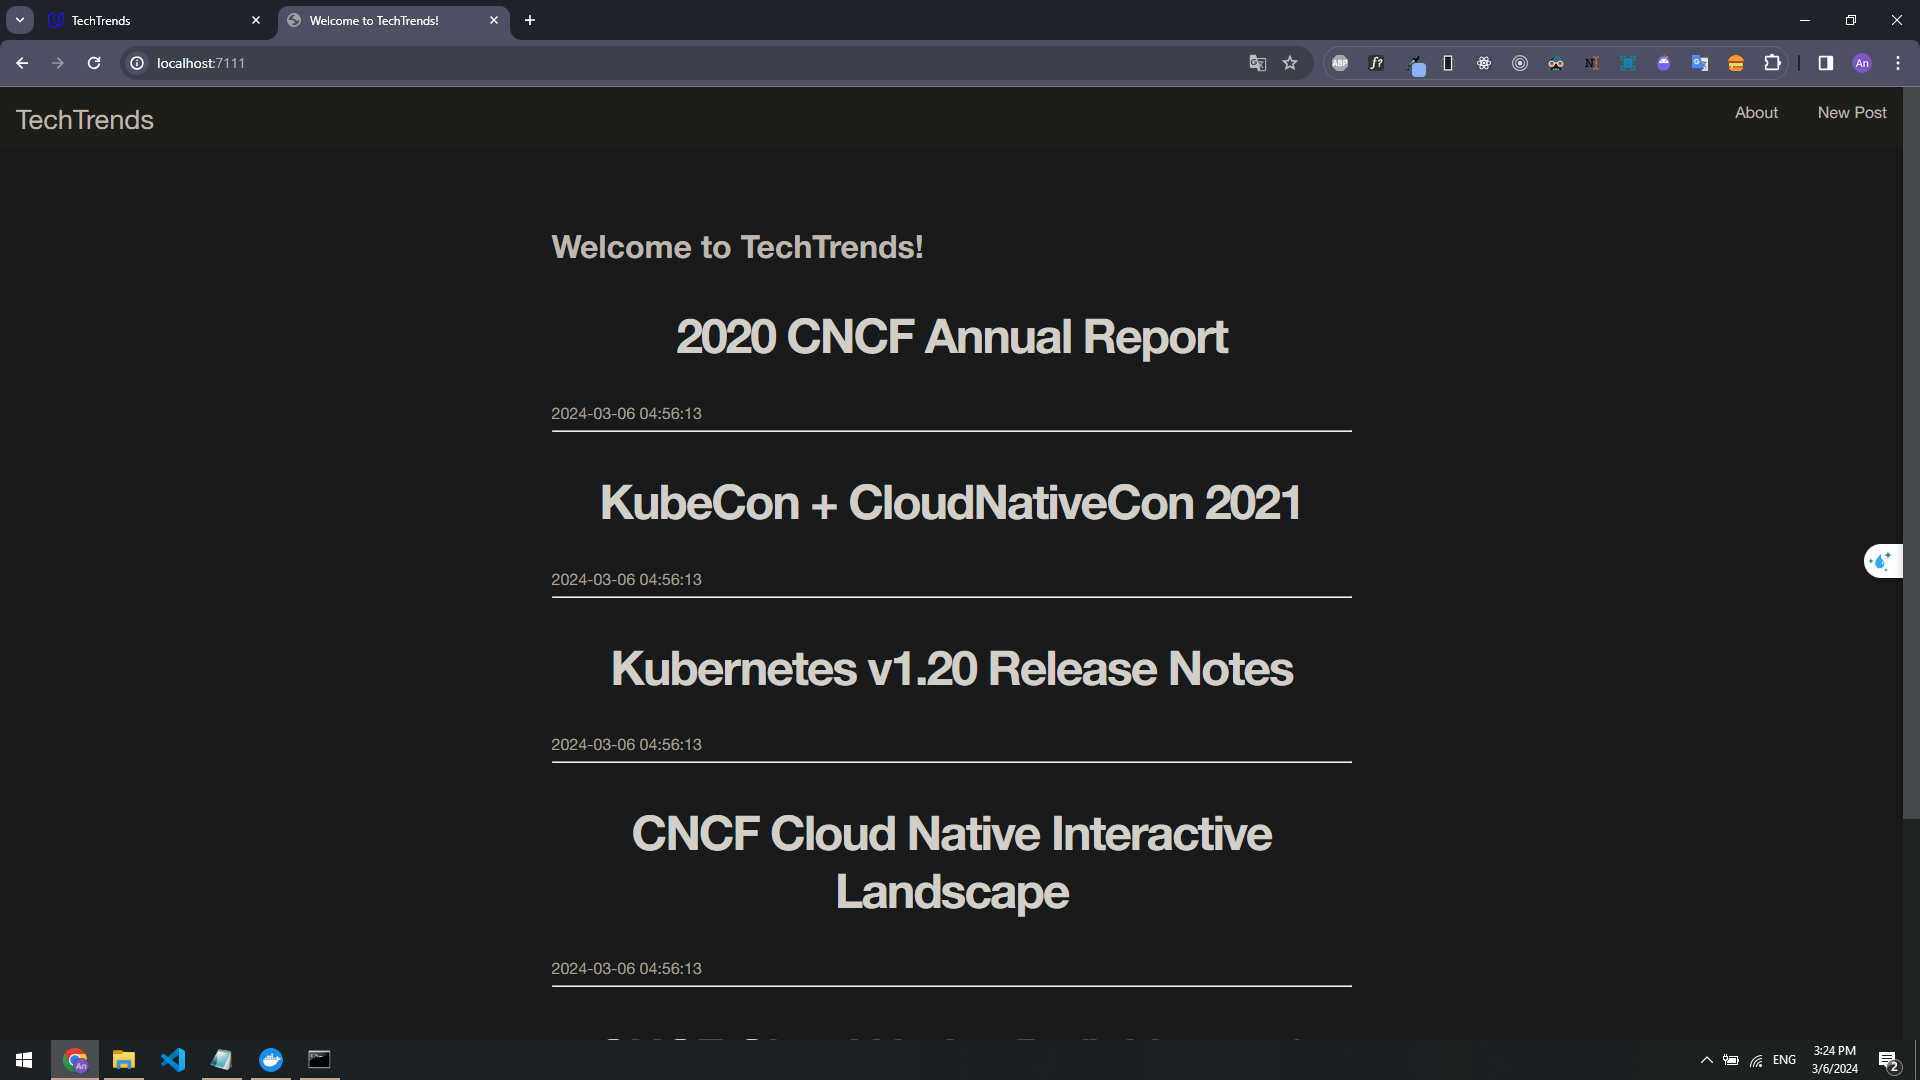 TechTrends
Welcome to TechTrends!
localhost:7111
ABP
f?
An
TechTrends
About
New Post
Welcome to TechTrends!
2020 CNCF Annual Report
2024-03-06 04:56:13
KubeCon + CloudNativeCon 2021
2024-03-06 04:56:13
Kubernetes v1.20 Release Notes
2024-03-06 04:56:13
CNCF Cloud Native Interactive
Landscape
2024-03-06 04:56:13
An
ENG
3:24 PM
3/6/2024
2